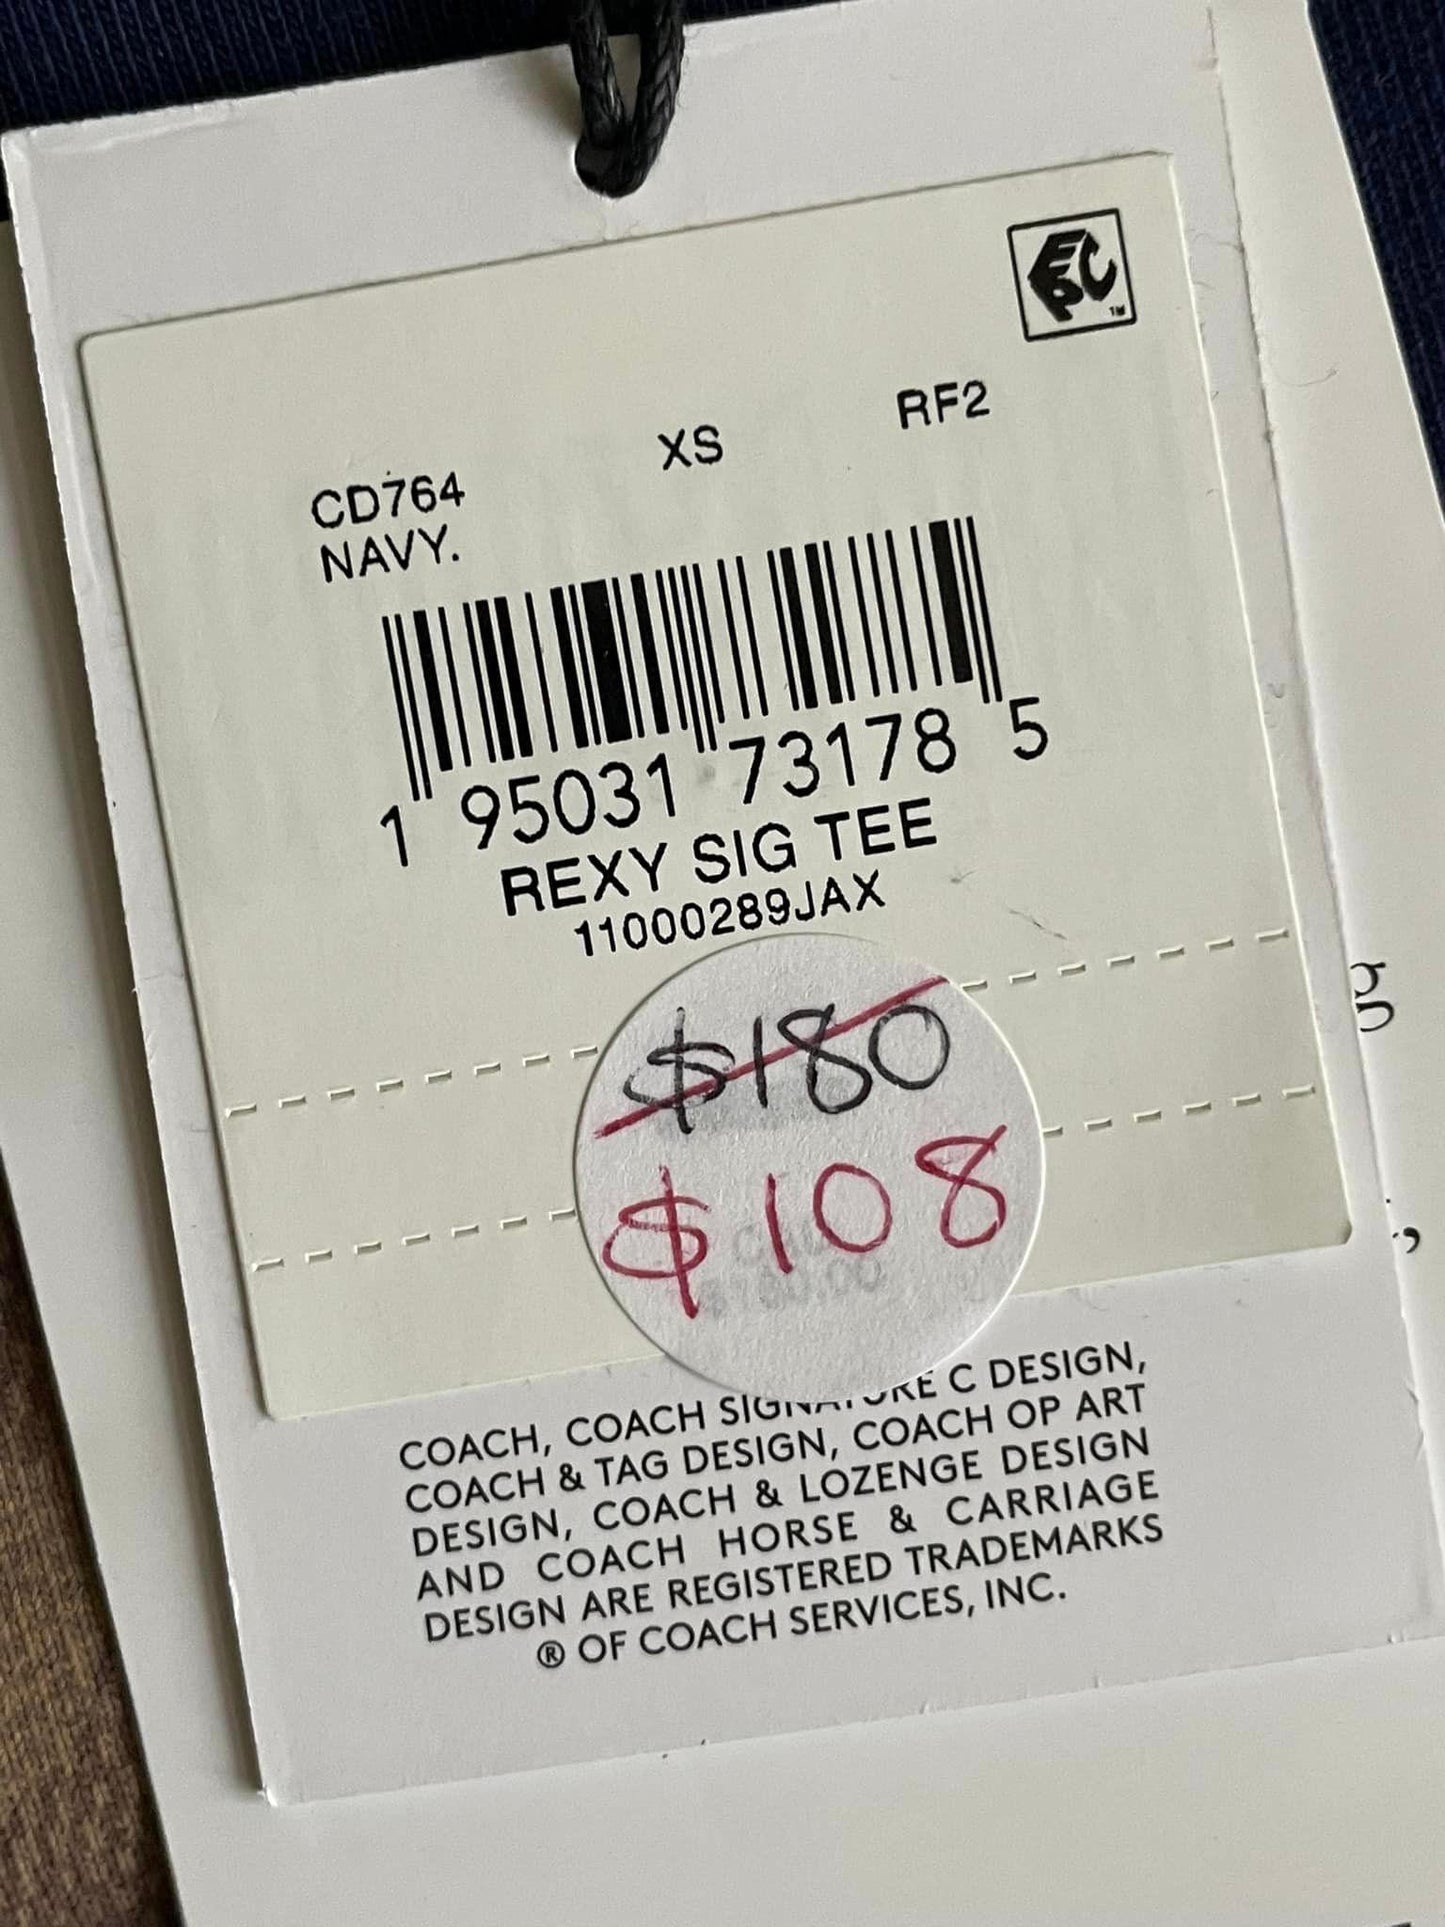 EPC
TM
RF2
XS
CD764
NAVY.
1 95031 73178 5
REXY SIG TEE
11000289JAX
$180
$108
COACH, COACH SIGNATURE C DESIGN,
COACH & TAG DESIGN, COACH OP ART
DESIGN, COACH & LOZENGE DESIGN
AND COACH HORSE & CARRIAGE
DESIGN ARE REGISTERED TRADEMARKS
® OF COACH SERVICES, INC.
g
,